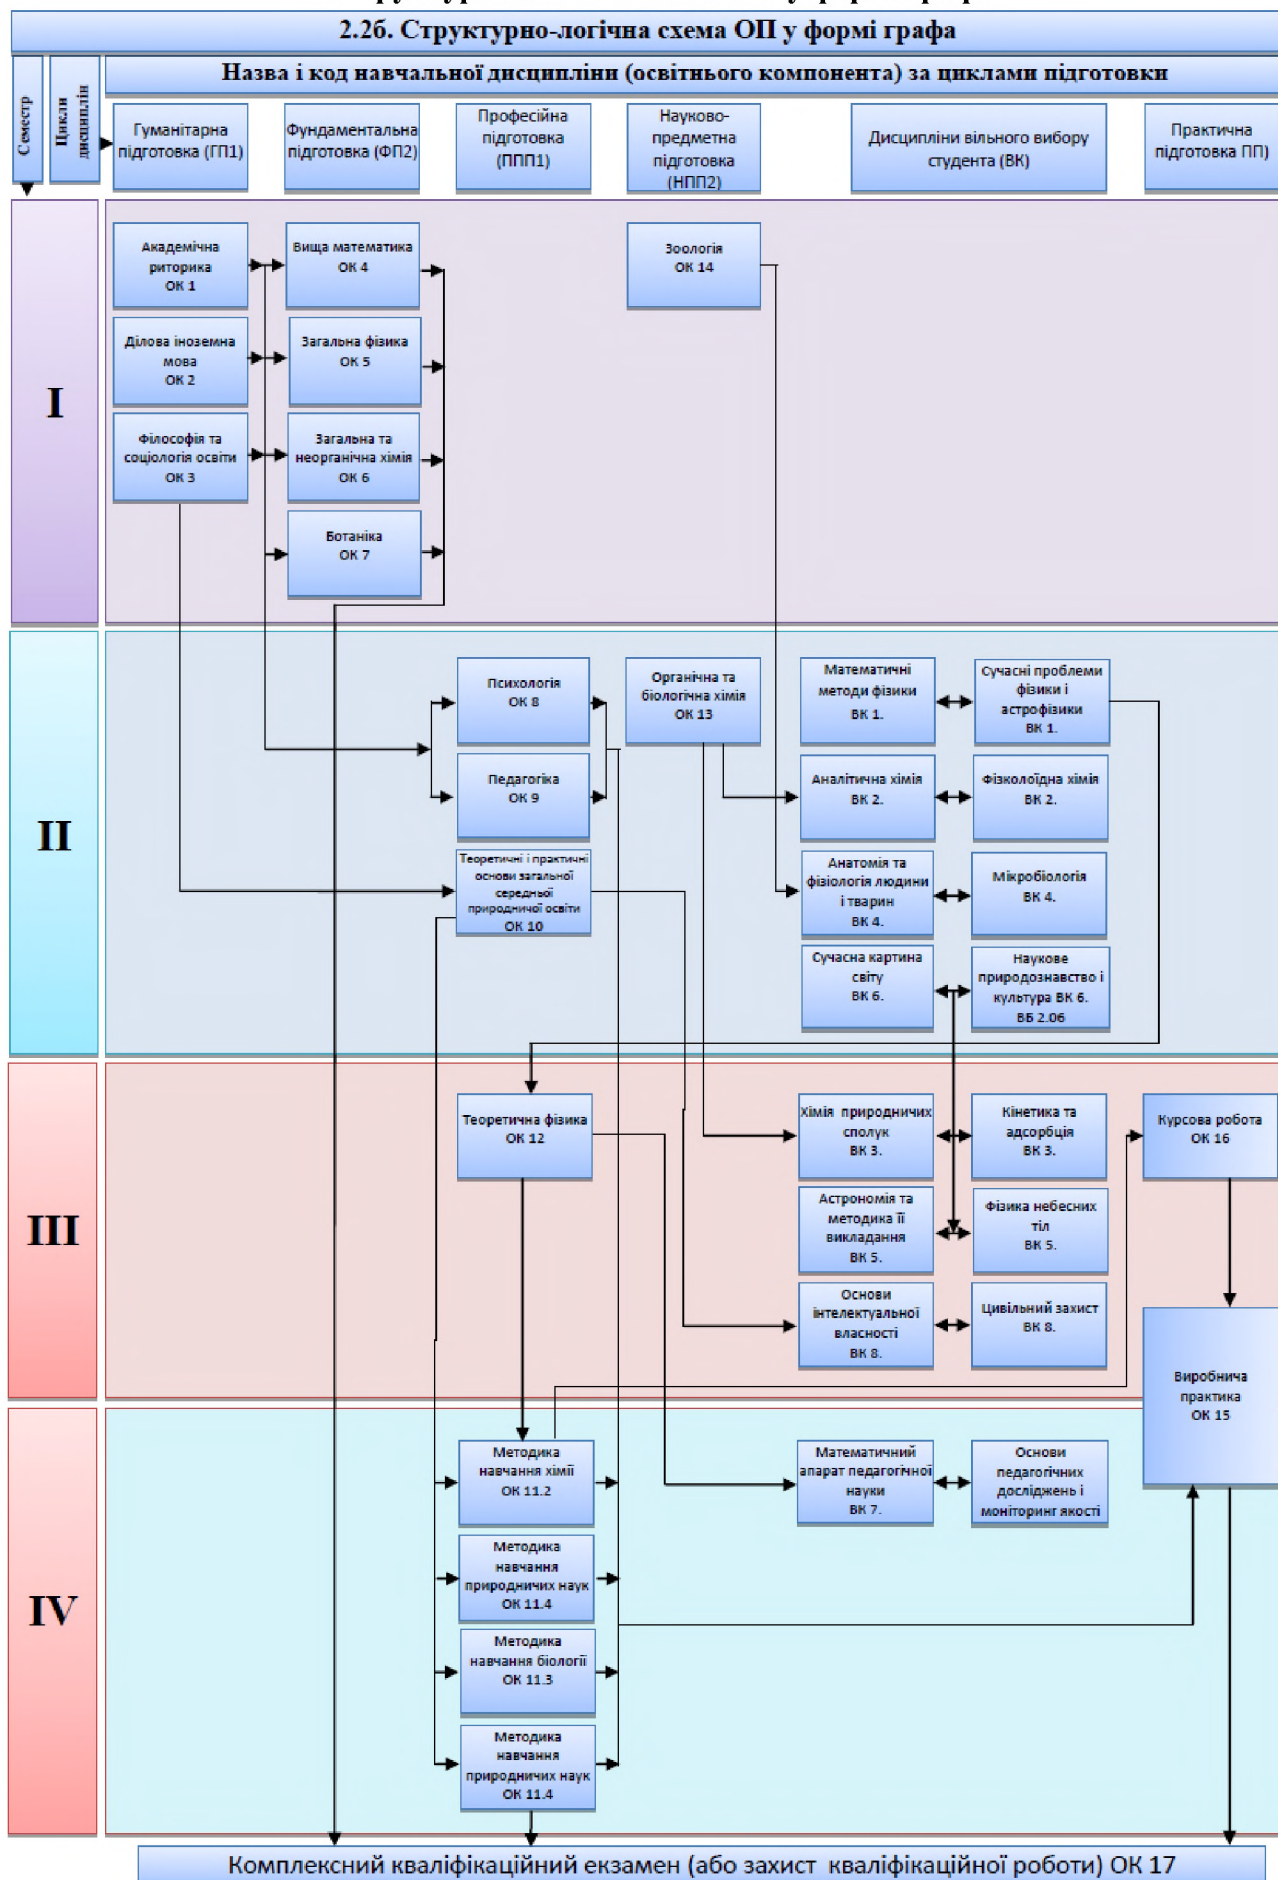 2.2б. Структурно-логічна схема ОП у формі графа
Семестр
Цикли
дисциплін
Назва і код навчальної дисципліни (освітнього компонента) за циклами підготовки
Гуманітарна
підготовка (ГП1)
Фундаментальна
підготовка (ФП2)
Професійна
підготовка
(ППП1)
Науково-
предметна
підготовка
(НПП2)
Дисципліни вільного вибору
студента (ВК)
Практична
підготовка ПП)
I
Академічна
риторика
ОК 1
Вища математика
ОК 4
Зоологія
ОК 14
Ділова іноземна
мова
ОК 2
Загальна фізика
ОК 5
Філософія та
соціологія освіти
ОК 3
Загальна та
неорганічна хімія
ОК 6
Ботаніка
ОК 7
II
Психологія
ОК 8
Органічна та
біологічна хімія
ОК 13
Математичні
методи фізики
ВК 1.
Сучасні проблеми
фізики і
астрофізики
ВК 1.
Педагогіка
ОК 9
Аналітична хімія
ВК 2.
Фізколоїдна хімія
ВК 2.
Теоретичні і практичні
основи загальної
середньої
природничої освіти
ОК 10
Анатомія та
фізіологія людини
і тварин
ВК 4.
Мікробіологія
ВК 4.
Сучасна картина
світу
ВК 6.
Наукове
природознавство і
культура ВК 6.
ВБ 2.06
III
Теоретична фізика
ОК 12
Хімія природничих
сполук
ВК 3.
Кінетика та
адсорбція
ВК 3.
Курсова робота
ОК 16
Астрономія та
методика її
викладання
ВК 5.
Фізика небесних
тіл
ВК 5.
Основи
інтелектуальної
власності
ВК 8.
Цивільний захист
ВК 8.
Виробнича
практика
ОК 15
IV
Методика
навчання хімії
ОК 11.2
Математичний
апарат педагогічної
науки
ВК 7.
Основи
педагогічних
досліджень і
моніторинг якості
Методика
навчання
природничих наук
ОК 11.4
Методика
навчання біології
ОК 11.3
Методика
навчання
природничих наук
ОК 11.4
Комплексний кваліфікаційний екзамен (або захист кваліфікаційної роботи) ОК 17